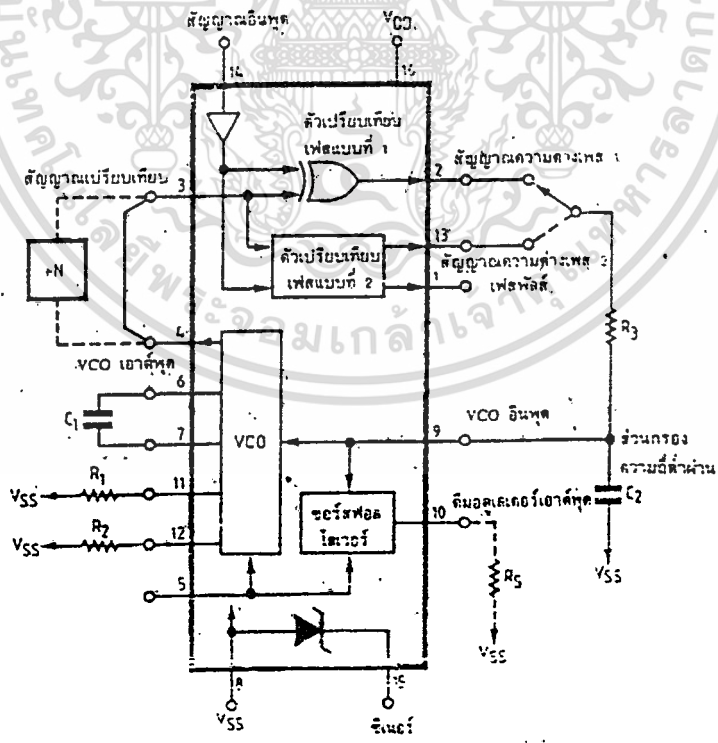 สัญญาณอินพุต
VCO.
14
16
ตัวเปรียบเทียบ
เฟสแบบที่ 1
สัญญาณเปรียบเทียบ
3
2
สัญญาณความต่างเฟส 1
13
ตัวเปรียบเทียบ
เฟสแบบที่ 2
สัญญาณความต่างเฟส 2
1
เฟสพัลส์
÷N
R3
4
VCO เอาต์พุต
6
C1
7
VCO
9
VCO อินพุต
ส่วนกรอง
ความถี่ต่ำผ่าน
C2
VSS
R1
11
VSS
R2
12
ซอร์สฟอล
โลเวอร์
10
ดีมอดูเลเตอร์เอาต์พุต
R5
VSS
VSS
5
8
15
VSS
ซีเนอร์